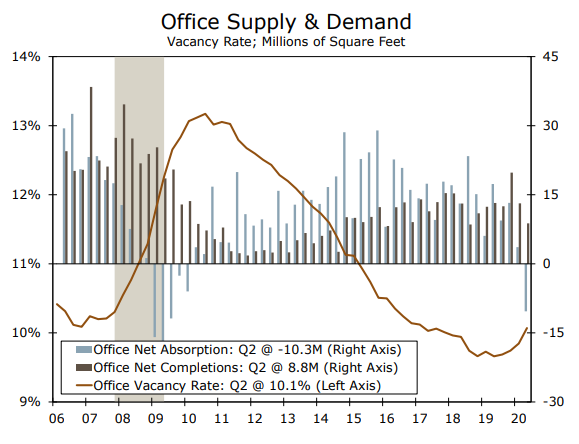 Office Supply & Demand
Vacancy Rate; Millions of Square Feet
14%
13%
12%
11%
10%
9%
45
30
15
0
-15
-30
Office Net Absorption: Q2 @ -10.3M (Right Axis)
Office Net Completions: Q2 @ 8.8M (Right Axis)
Office Vacancy Rate: Q2 @ 10.1% (Left Axis)
06 07 08 09 10 11 12 13 14 15 16 17 18 19 20